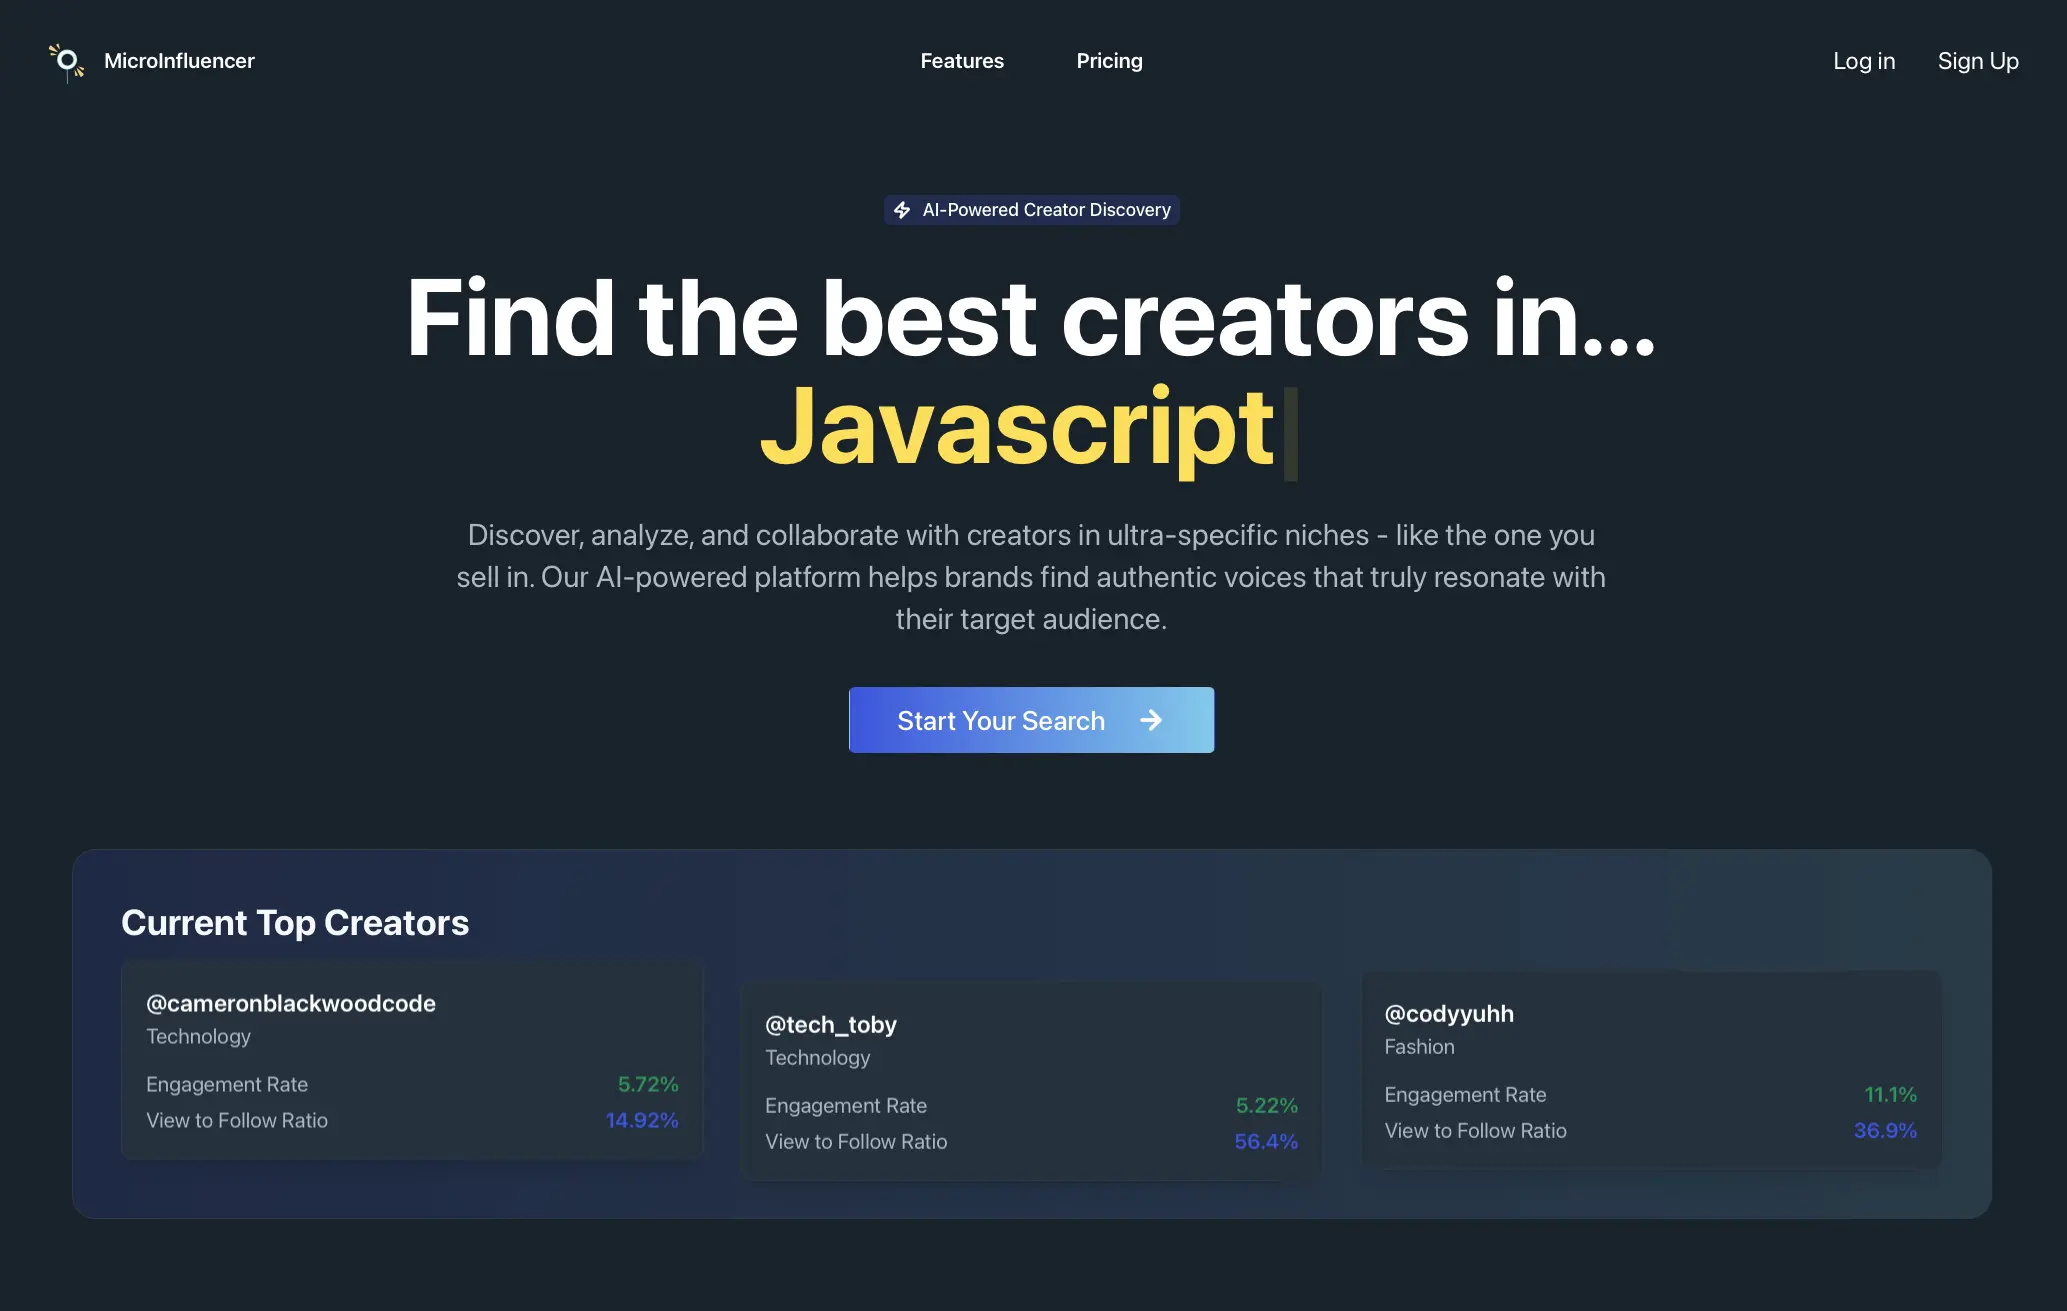 MicroInfluencer
Features
Pricing
Log in
Sign Up
AI-Powered Creator Discovery
Find the best creators in...
Javascript
Discover, analyze, and collaborate with creators in ultra-specific niches - like the one you
sell in. Our AI-powered platform helps brands find authentic voices that truly resonate with
their target audience.
Start Your Search
Current Top Creators
@cameronblackwoodcode
Technology
Engagement Rate 5.72%
View to Follow Ratio 14.92%
@tech_toby
Technology
Engagement Rate 5.22%
View to Follow Ratio 56.4%
@codyyuhh
Fashion
Engagement Rate 11.1%
View to Follow Ratio 36.9%